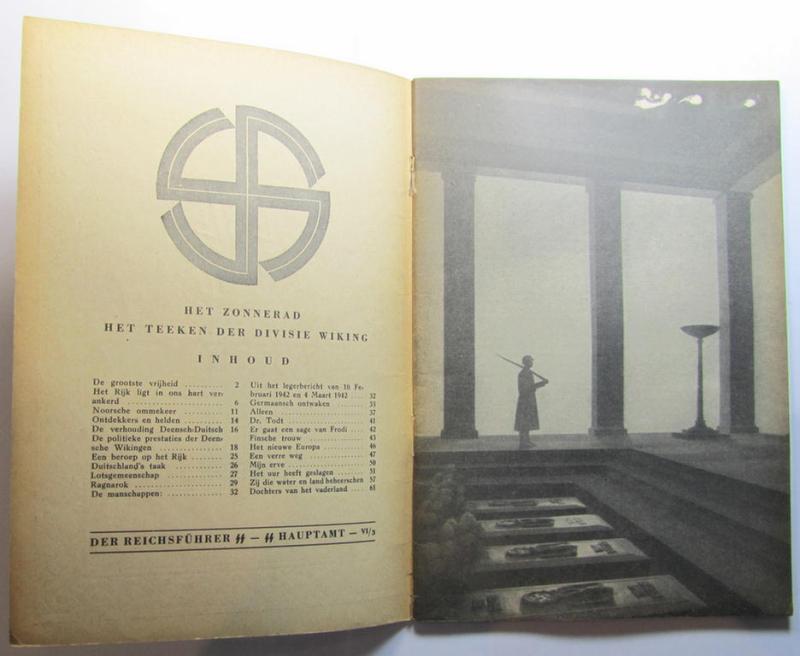 HET ZONNERAD
HET TEEKEN DER DIVISIE WIKING
INHOUD
De grootste vrijheid .......... 2
Het Rijk ligt in ons hart ver-
ankerd .......... 6
Noorsche ommekeer .......... 11
Ontdekkers en helden .......... 14
De verhouding Deensch-Duitsch 16
De politieke prestaties der Deen-
sche Wikingen .......... 18
Een beroep op het Rijk .......... 25
Duitschland's taak .......... 26
Lotsgemeenschap .......... 27
Ragnarok .......... 29
De manschappen: .......... 32
Uit het legerbericht van 16 Fe-
bruari 1942 en 4 Maart 1942 .... 32
Germaansch ontwaken .......... 33
Alleen .......... 37
Dr. Todt .......... 41
Er gaat een sage van Frodi .... 42
Finsche trouw .......... 43
Het nieuwe Europa .......... 46
Een verre weg .......... 47
Mijn erve .......... 50
Het uur heeft geslagen .......... 51
Zij die water en land beheerschen 57
Dochters van het vaderland .... 61
DER REICHSFÜHRER SS – SS HAUPTAMT – VI/3